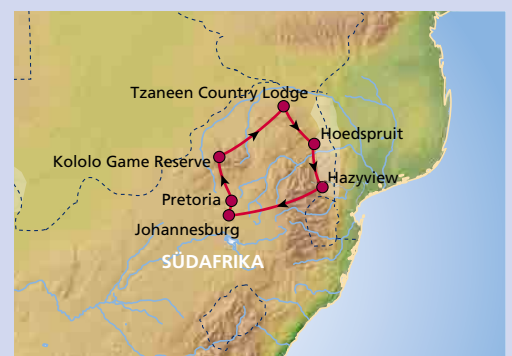 Tzaneen Country Lodge
Hoedspruit
Kololo Game Reserve
Hazyview
Pretoria
Johannesburg
SÜDAFRIKA